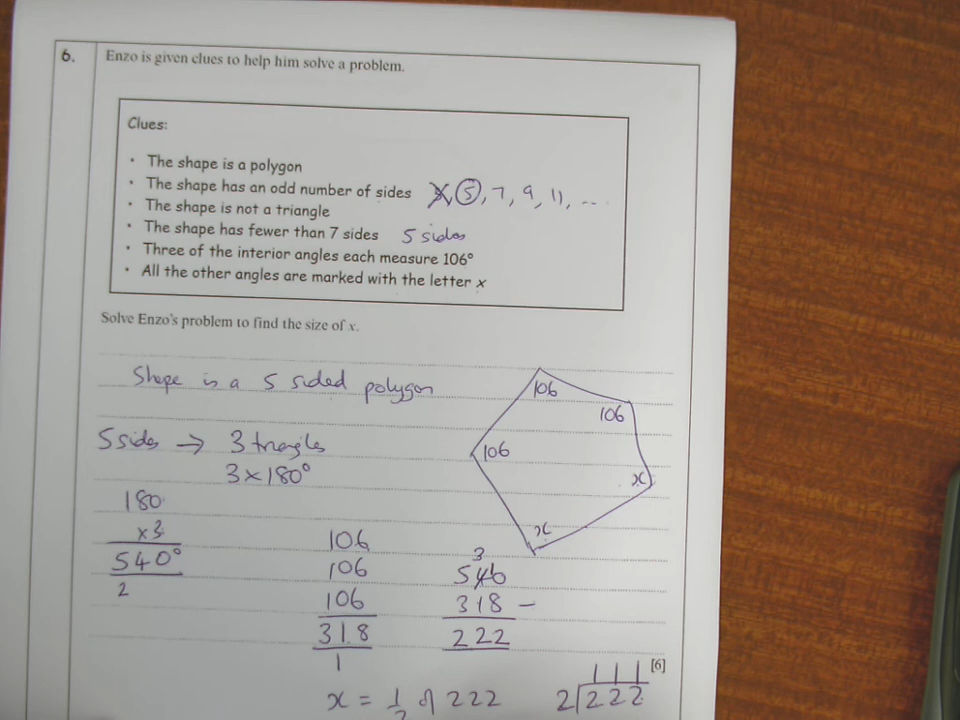 6. Enzo is given clues to help him solve a problem.
Clues:
• The shape is a polygon
• The shape has an odd number of sides 3, 5, 7, 9, 11, ...
• The shape is not a triangle
• The shape has fewer than 7 sides 5 sides
• Three of the interior angles each measure 106°
• All the other angles are marked with the letter x
Solve Enzo's problem to find the size of x.
Shape is a 5 sided polygon
106
106
5 sides → 3 triangles
106
3 x 180°
x
180
x 3
x
540°
2
106
106
106
318
1
3
540
318 -
222
[6]
x = 1/2 of 222
111
2)222